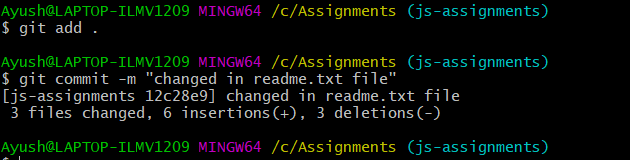 Ayush@LAPTOP-ILMV1209 MINGW64 /c/Assignments (js-assignments)
$ git add .
Ayush@LAPTOP-ILMV1209 MINGW64 /c/Assignments (js-assignments)
$ git commit -m "changed in readme.txt file"
[js-assignments 12c28e9] changed in readme.txt file
 3 files changed, 6 insertions(+), 3 deletions(-)
Ayush@LAPTOP-ILMV1209 MINGW64 /c/Assignments (js-assignments)
$